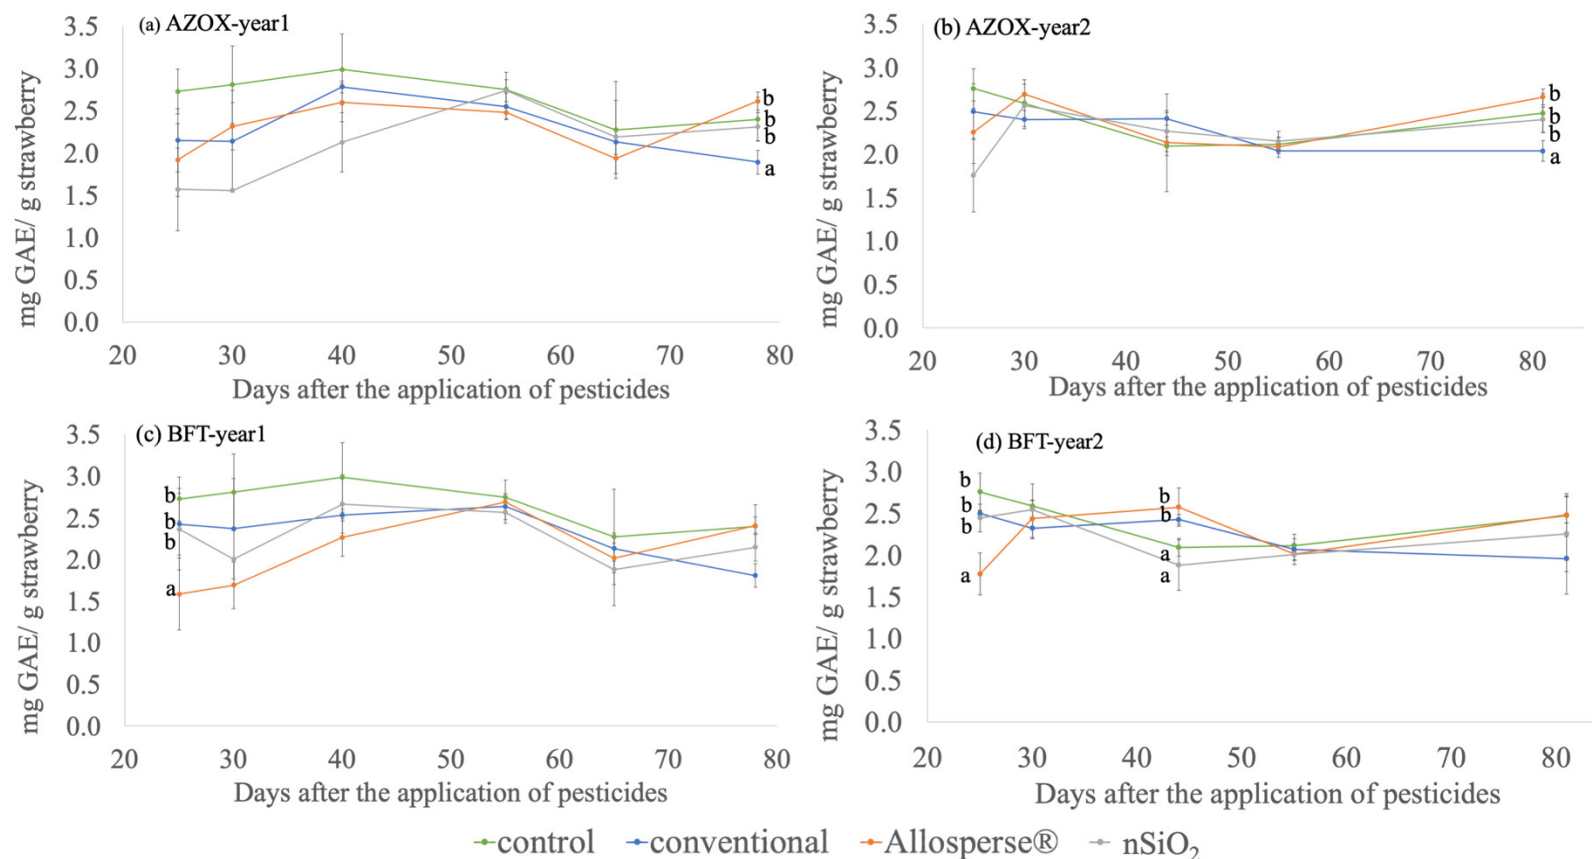 (a) AZOX-year1
mg GAE/ g strawberry
3.5
3.0
2.5
2.0
1.5
1.0
0.5
0.0
b
b
b
a
20 30 40 50 60 70 80
Days after the application of pesticides
(b) AZOX-year2
mg GAE/ g strawberry
3.5
3.0
2.5
2.0
1.5
1.0
0.5
0.0
b
b
b
a
20 30 40 50 60 70 80
Days after the application of pesticides
(c) BFT-year1
mg GAE/ g strawberry
3.5
3.0
2.5
2.0
1.5
1.0
0.5
0.0
b
b
b
a
20 30 40 50 60 70 80
Days after the application of pesticides
(d) BFT-year2
mg GAE/ g strawberry
3.5
3.0
2.5
2.0
1.5
1.0
0.5
0.0
b
b
b
a
b
b
a
a
20 30 40 50 60 70 80
Days after the application of pesticides
control conventional Allosperse® nSiO₂